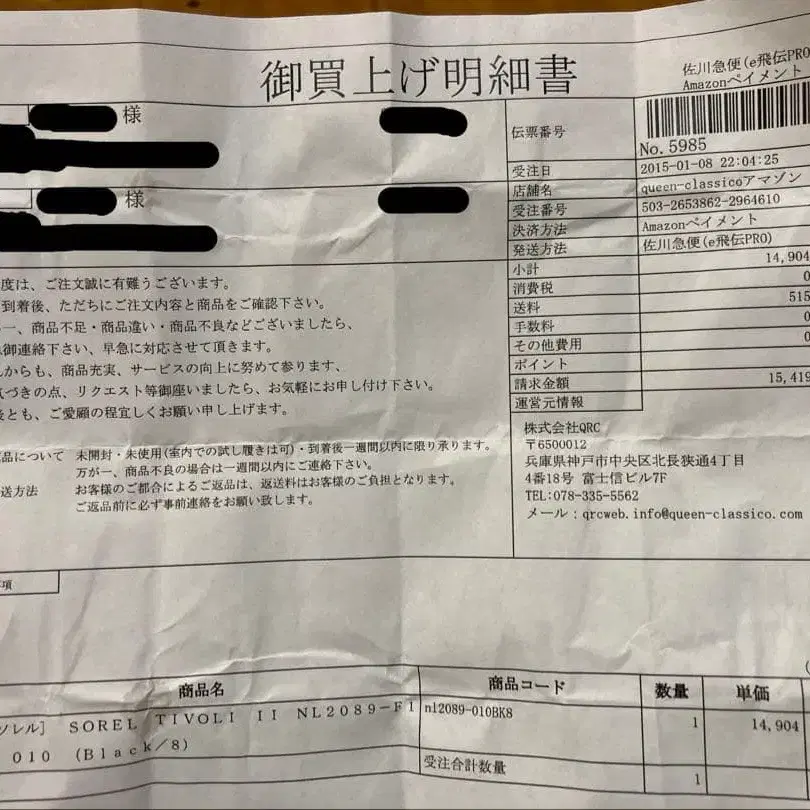 御買上げ明細書
佐川急便(e飛伝PRO
Amazonペイメント
様
様
伝票番号
No.5985
受注日 2015-01-08 22:04:25
店舗名 queen-classicoアマゾン
受注番号 503-2653862-2964610
決済方法 Amazonペイメント
発送方法 佐川急便(e飛伝PRO)
小計 14,904
消費税 0
送料 515
手数料 0
その他費用 0
ポイント
請求金額 15,419
運営元情報
株式会社QRC
〒6500012
兵庫県神戸市中央区北長狭通4丁目
4番18号 富士信ビル7F
TEL:078-335-5562
メール：qrcweb.info@queen-classico.com
度は、ご注文誠に有難うございます。
到着後、ただちにご注文内容と商品をご確認下さい。
一、商品不足・商品違い・商品不良などございましたら、
御連絡下さい、早急に対応させて頂きます。
からも、商品充実、サービスの向上に努めて参ります、
づきの点、リクエスト等御座いましたら、お気軽にお申し付け下さい。
とも、ご愛顧の程宜しくお願い申し上げます。
品について 未開封・未使用(室内での試し履きは可)・到着後一週間以内に限り承ります。
万が一、商品不良の場合は一週間以内にご連絡下さい。
送方法 お客様のご都合によるご返品は、返送料はお客様のご負担となります。
ご返品前に必ず事前連絡をお願い致します。
項
商品名 商品コード 数量 単価
ソレル] SOREL TIVOLI II NL2089-F1 nl2089-010BK8 1 14,904
010 (Black/8)
受注合計数量 1